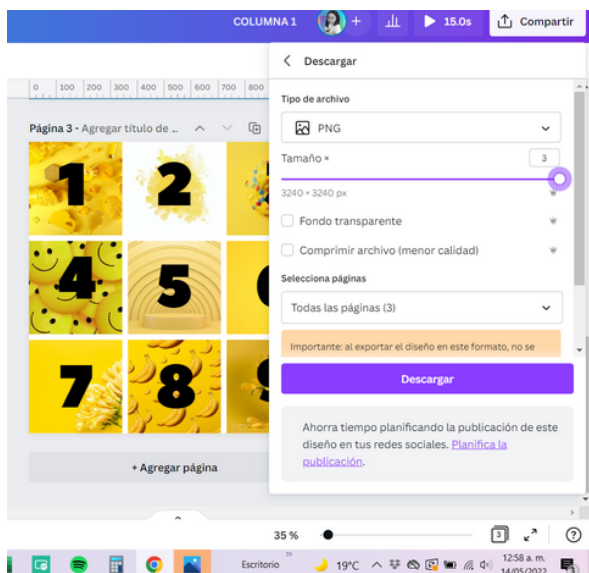 COLUMNA 1
+
15.0s
Compartir
Descargar
0 100 200 300 400 500 600 700 800
Tipo de archivo
Página 3 - Agregar título de ...
PNG
Tamaño ×
3
3240 × 3240 px
Fondo transparente
Comprimir archivo (menor calidad)
Selecciona páginas
Todas las páginas (3)
Importante: al exportar el diseño en este formato, no se
Descargar
Ahorra tiempo planificando la publicación de este
diseño en tus redes sociales. Planifica la
publicación.
1 2
4 5
7 8
+ Agregar página
35 %
3
?
Escritorio
19°C
12:58 a. m.
14/05/2022
3